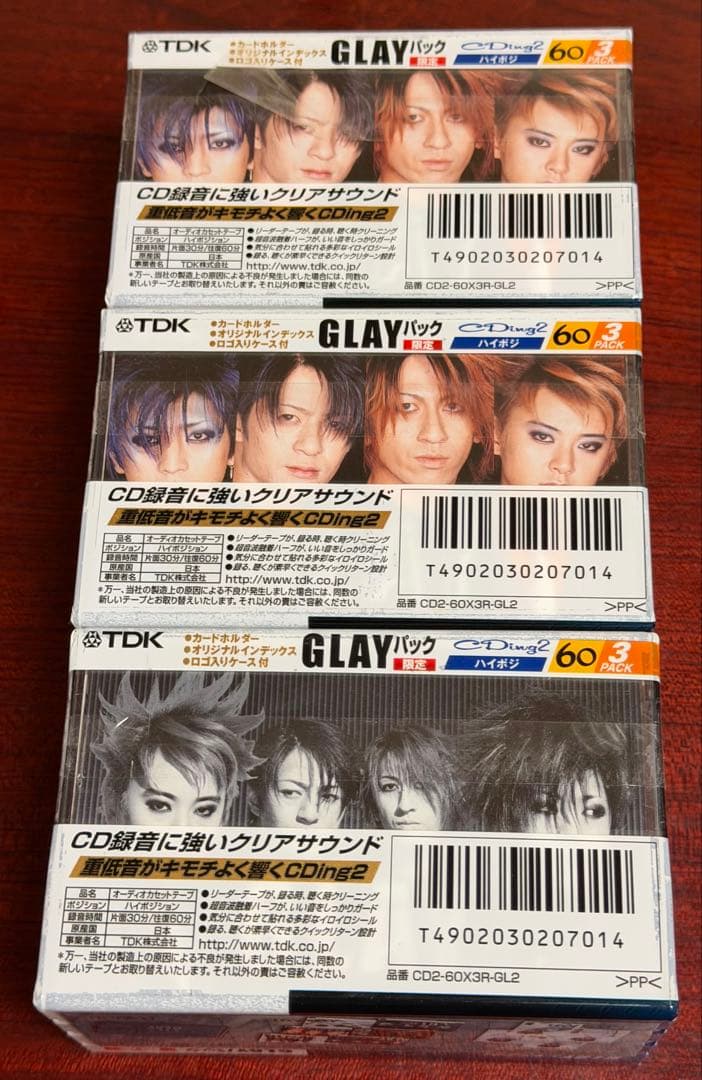 TDK
●カードホルダー
●オリジナルインデックス
●ロゴ入りケース付
GLAYパック
限定
CDing2
ハイポジ
60
3
PACK
CD録音に強いクリアサウンド
重低音がキモチよく響くCDing2
品名 オーディオカセットテープ
ポジション ハイポジション
録音時間 片面30分/往復60分
原産国 日本
事業者名 TDK株式会社
●リーダーテープが、録る時、聴く時クリーニング
●超音波融着ハーフが、いい音をしっかりガード
●気分に合わせて貼れる多彩なイロイロシール
●録る、聴くが素早くできるクイックリターン設計
http://www.tdk.co.jp/
*万一、当社の製造上の原因による不良が発生しました場合には、同数の
新しいテープとお取り替えいたします。それ以外の責はご容赦ください。
T4902030207014
品番 CD2-60X3R-GL2
>PP<
TDK
●カードホルダー
●オリジナルインデックス
●ロゴ入りケース付
GLAYパック
限定
CDing2
ハイポジ
60
3
PACK
CD録音に強いクリアサウンド
重低音がキモチよく響くCDing2
品名 オーディオカセットテープ
ポジション ハイポジション
録音時間 片面30分/往復60分
原産国 日本
事業者名 TDK株式会社
●リーダーテープが、録る時、聴く時クリーニング
●超音波融着ハーフが、いい音をしっかりガード
●気分に合わせて貼れる多彩なイロイロシール
●録る、聴くが素早くできるクイックリターン設計
http://www.tdk.co.jp/
*万一、当社の製造上の原因による不良が発生しました場合には、同数の
新しいテープとお取り替えいたします。それ以外の責はご容赦ください。
T4902030207014
品番 CD2-60X3R-GL2
>PP<
TDK
●カードホルダー
●オリジナルインデックス
●ロゴ入りケース付
GLAYパック
限定
CDing2
ハイポジ
60
3
PACK
CD録音に強いクリアサウンド
重低音がキモチよく響くCDing2
品名 オーディオカセットテープ
ポジション ハイポジション
録音時間 片面30分/往復60分
原産国 日本
事業者名 TDK株式会社
●リーダーテープが、録る時、聴く時クリーニング
●超音波融着ハーフが、いい音をしっかりガード
●気分に合わせて貼れる多彩なイロイロシール
●録る、聴くが素早くできるクイックリターン設計
http://www.tdk.co.jp/
*万一、当社の製造上の原因による不良が発生しました場合には、同数の
新しいテープとお取り替えいたします。それ以外の責はご容赦ください。
T4902030207014
品番 CD2-60X3R-GL2
>PP<